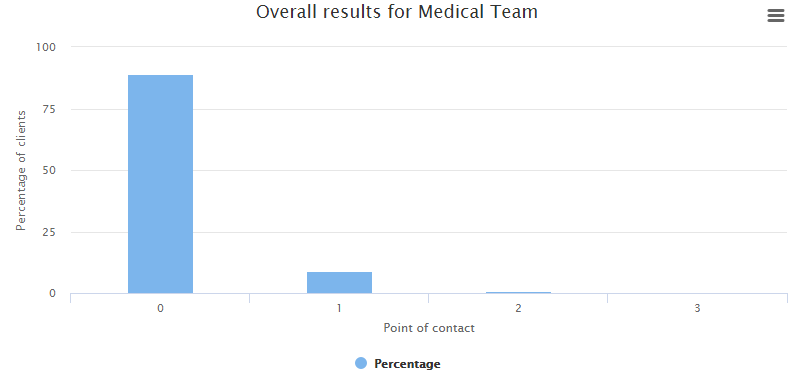 Overall results for Medical Team
100
75
50
25
0
Percentage of clients
0 1 2 3
Point of contact
Percentage